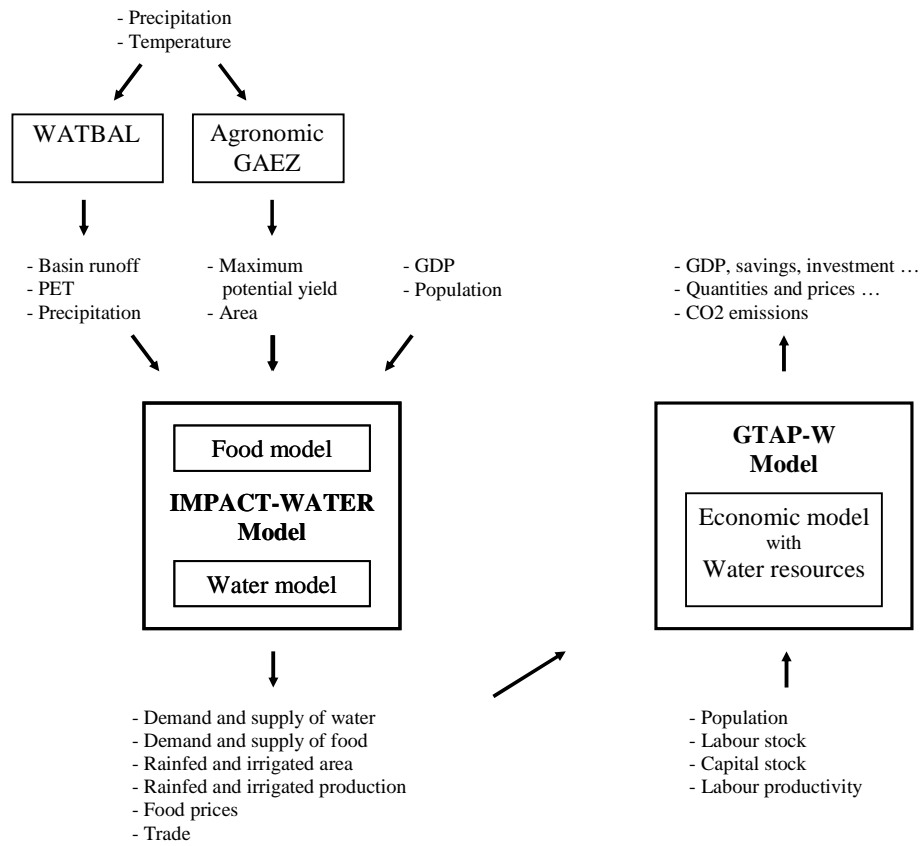 - Precipitation
- Temperature
WATBAL
Agronomic
GAEZ
- Basin runoff
- PET
- Precipitation
- Maximum
potential yield
- Area
- GDP
- Population
- GDP, savings, investment …
- Quantities and prices …
- CO2 emissions
Food model
IMPACT-WATER
Model
Water model
GTAP-W
Model
Economic model
with
Water resources
- Demand and supply of water
- Demand and supply of food
- Rainfed and irrigated area
- Rainfed and irrigated production
- Food prices
- Trade
- Population
- Labour stock
- Capital stock
- Labour productivity